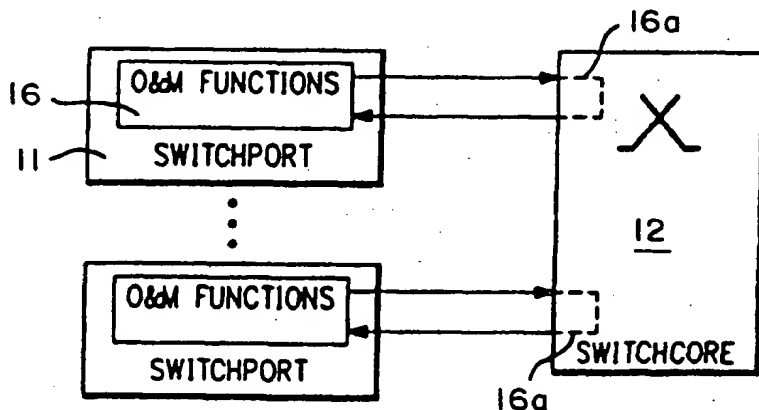 16a
O&M FUNCTIONS
16
11
SWITCHPORT
12
O&M FUNCTIONS
SWITCHPORT
SWITCHCORE
16a